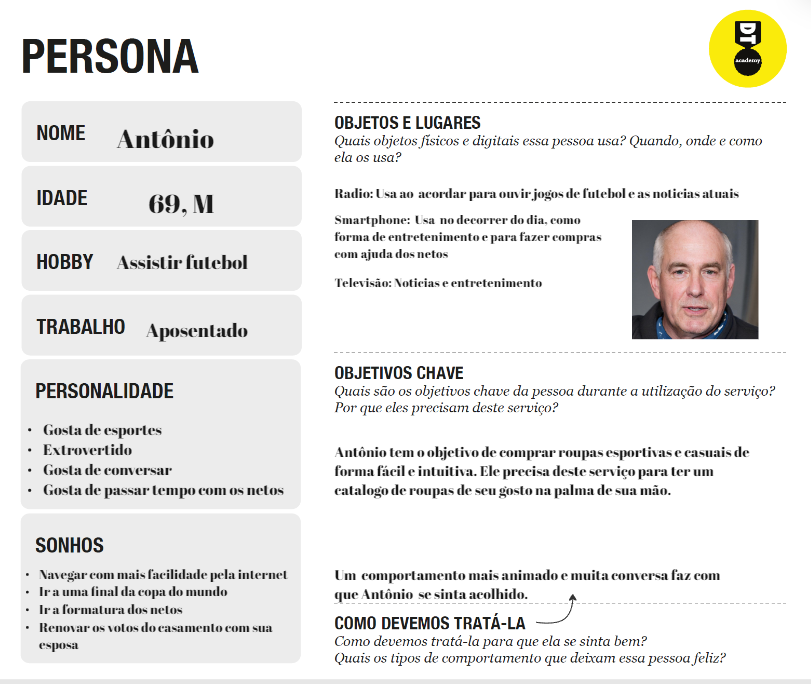 PERSONA
DT
academy
NOME Antônio
IDADE 69, M
HOBBY Assistir futebol
TRABALHO Aposentado
PERSONALIDADE
• Gosta de esportes
• Extrovertido
• Gosta de conversar
• Gosta de passar tempo com os netos
SONHOS
• Navegar com mais facilidade pela internet
• Ir a uma final da copa do mundo
• Ir a formatura dos netos
• Renovar os votos do casamento com sua
esposa
OBJETOS E LUGARES
Quais objetos físicos e digitais essa pessoa usa? Quando, onde e como
ela os usa?
Radio: Usa ao acordar para ouvir jogos de futebol e as noticias atuais
Smartphone: Usa no decorrer do dia, como
forma de entretenimento e para fazer compras
com ajuda dos netos
Televisão: Noticias e entretenimento
OBJETIVOS CHAVE
Quais são os objetivos chave da pessoa durante a utilização do serviço?
Por que eles precisam deste serviço?
Antônio tem o objetivo de comprar roupas esportivas e casuais de
forma fácil e intuitiva. Ele precisa deste serviço para ter um
catalogo de roupas de seu gosto na palma de sua mão.
Um comportamento mais animado e muita conversa faz com
que Antônio se sinta acolhido.
COMO DEVEMOS TRATÁ-LA
Como devemos tratá-la para que ela se sinta bem?
Quais os tipos de comportamento que deixam essa pessoa feliz?